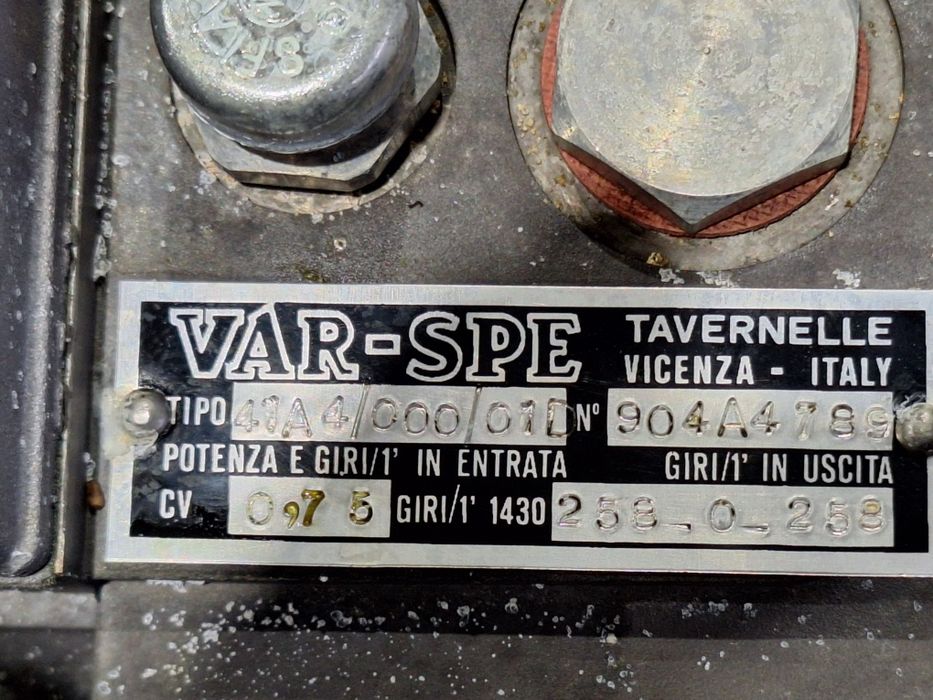 VAR-SPE TAVERNELLE
VICENZA - ITALY
TIPO 41A4/000/01D Nº 904A4789
POTENZA E GIRI/1' IN ENTRATA GIRI/1' IN USCITA
CV 0,75 GIRI/1' 1430 258-0-258